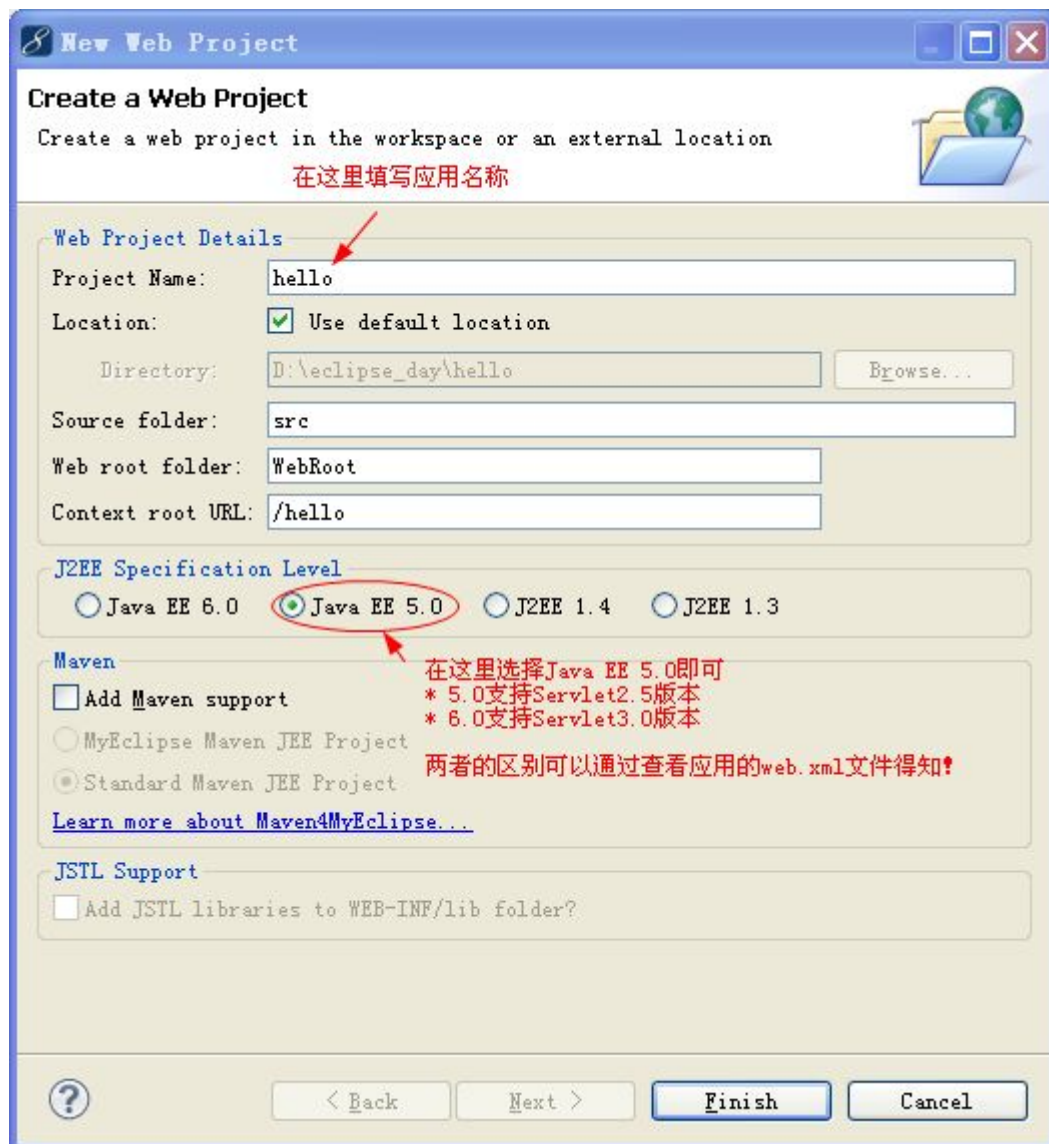 New Web Project
Create a Web Project
Create a web project in the workspace or an external location
在这里填写应用名称
Web Project Details
Project Name: hello
Location: Use default location
Directory: D:\eclipse_day\hello Browse...
Source folder: src
Web root folder: WebRoot
Context root URL: /hello
J2EE Specification Level
Java EE 6.0 Java EE 5.0 J2EE 1.4 J2EE 1.3
Maven
在这里选择Java EE 5.0即可
Add Maven support
* 5.0支持Servlet2.5版本
* 6.0支持Servlet3.0版本
MyEclipse Maven JEE Project
两者的区别可以通过查看应用的web.xml文件得知!
Standard Maven JEE Project
Learn more about Maven4MyEclipse...
JSTL Support
Add JSTL libraries to WEB-INF/lib folder?
? < Back Next > Finish Cancel